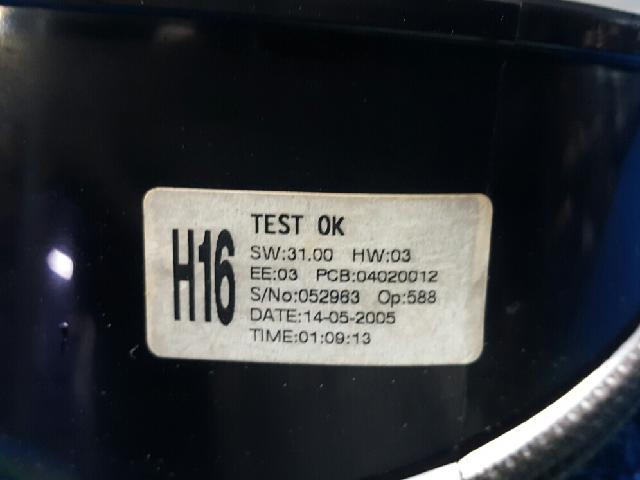 H16
TEST OK
SW:31.00 HW:03
EE:03 PCB:04020012
S/No:052963 Op:588
DATE:14-05-2005
TIME:01:09:13